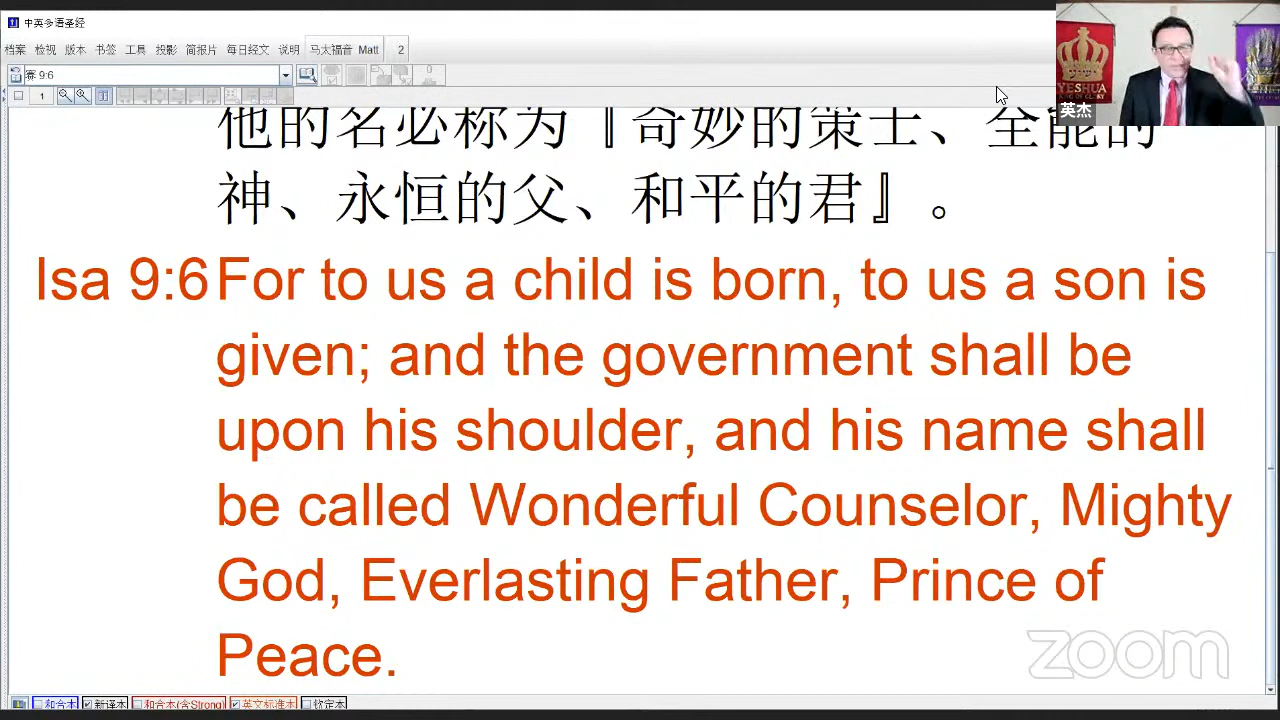 中英多语圣经
档案 检视 版本 书签 工具 投影 简报片 每日经文 说明 马太福音 Matt 2
赛 9:6
1
YESHUA
KING OF GLORY
英杰
他的名必称为『奇妙的策士、全能的
神、永恒的父、和平的君』。
Isa 9:6 For to us a child is born, to us a son is
given; and the government shall be
upon his shoulder, and his name shall
be called Wonderful Counselor, Mighty
God, Everlasting Father, Prince of
Peace.
zoom
和合本 新译本 和合本(含Strong) 英文标准本 钦定本